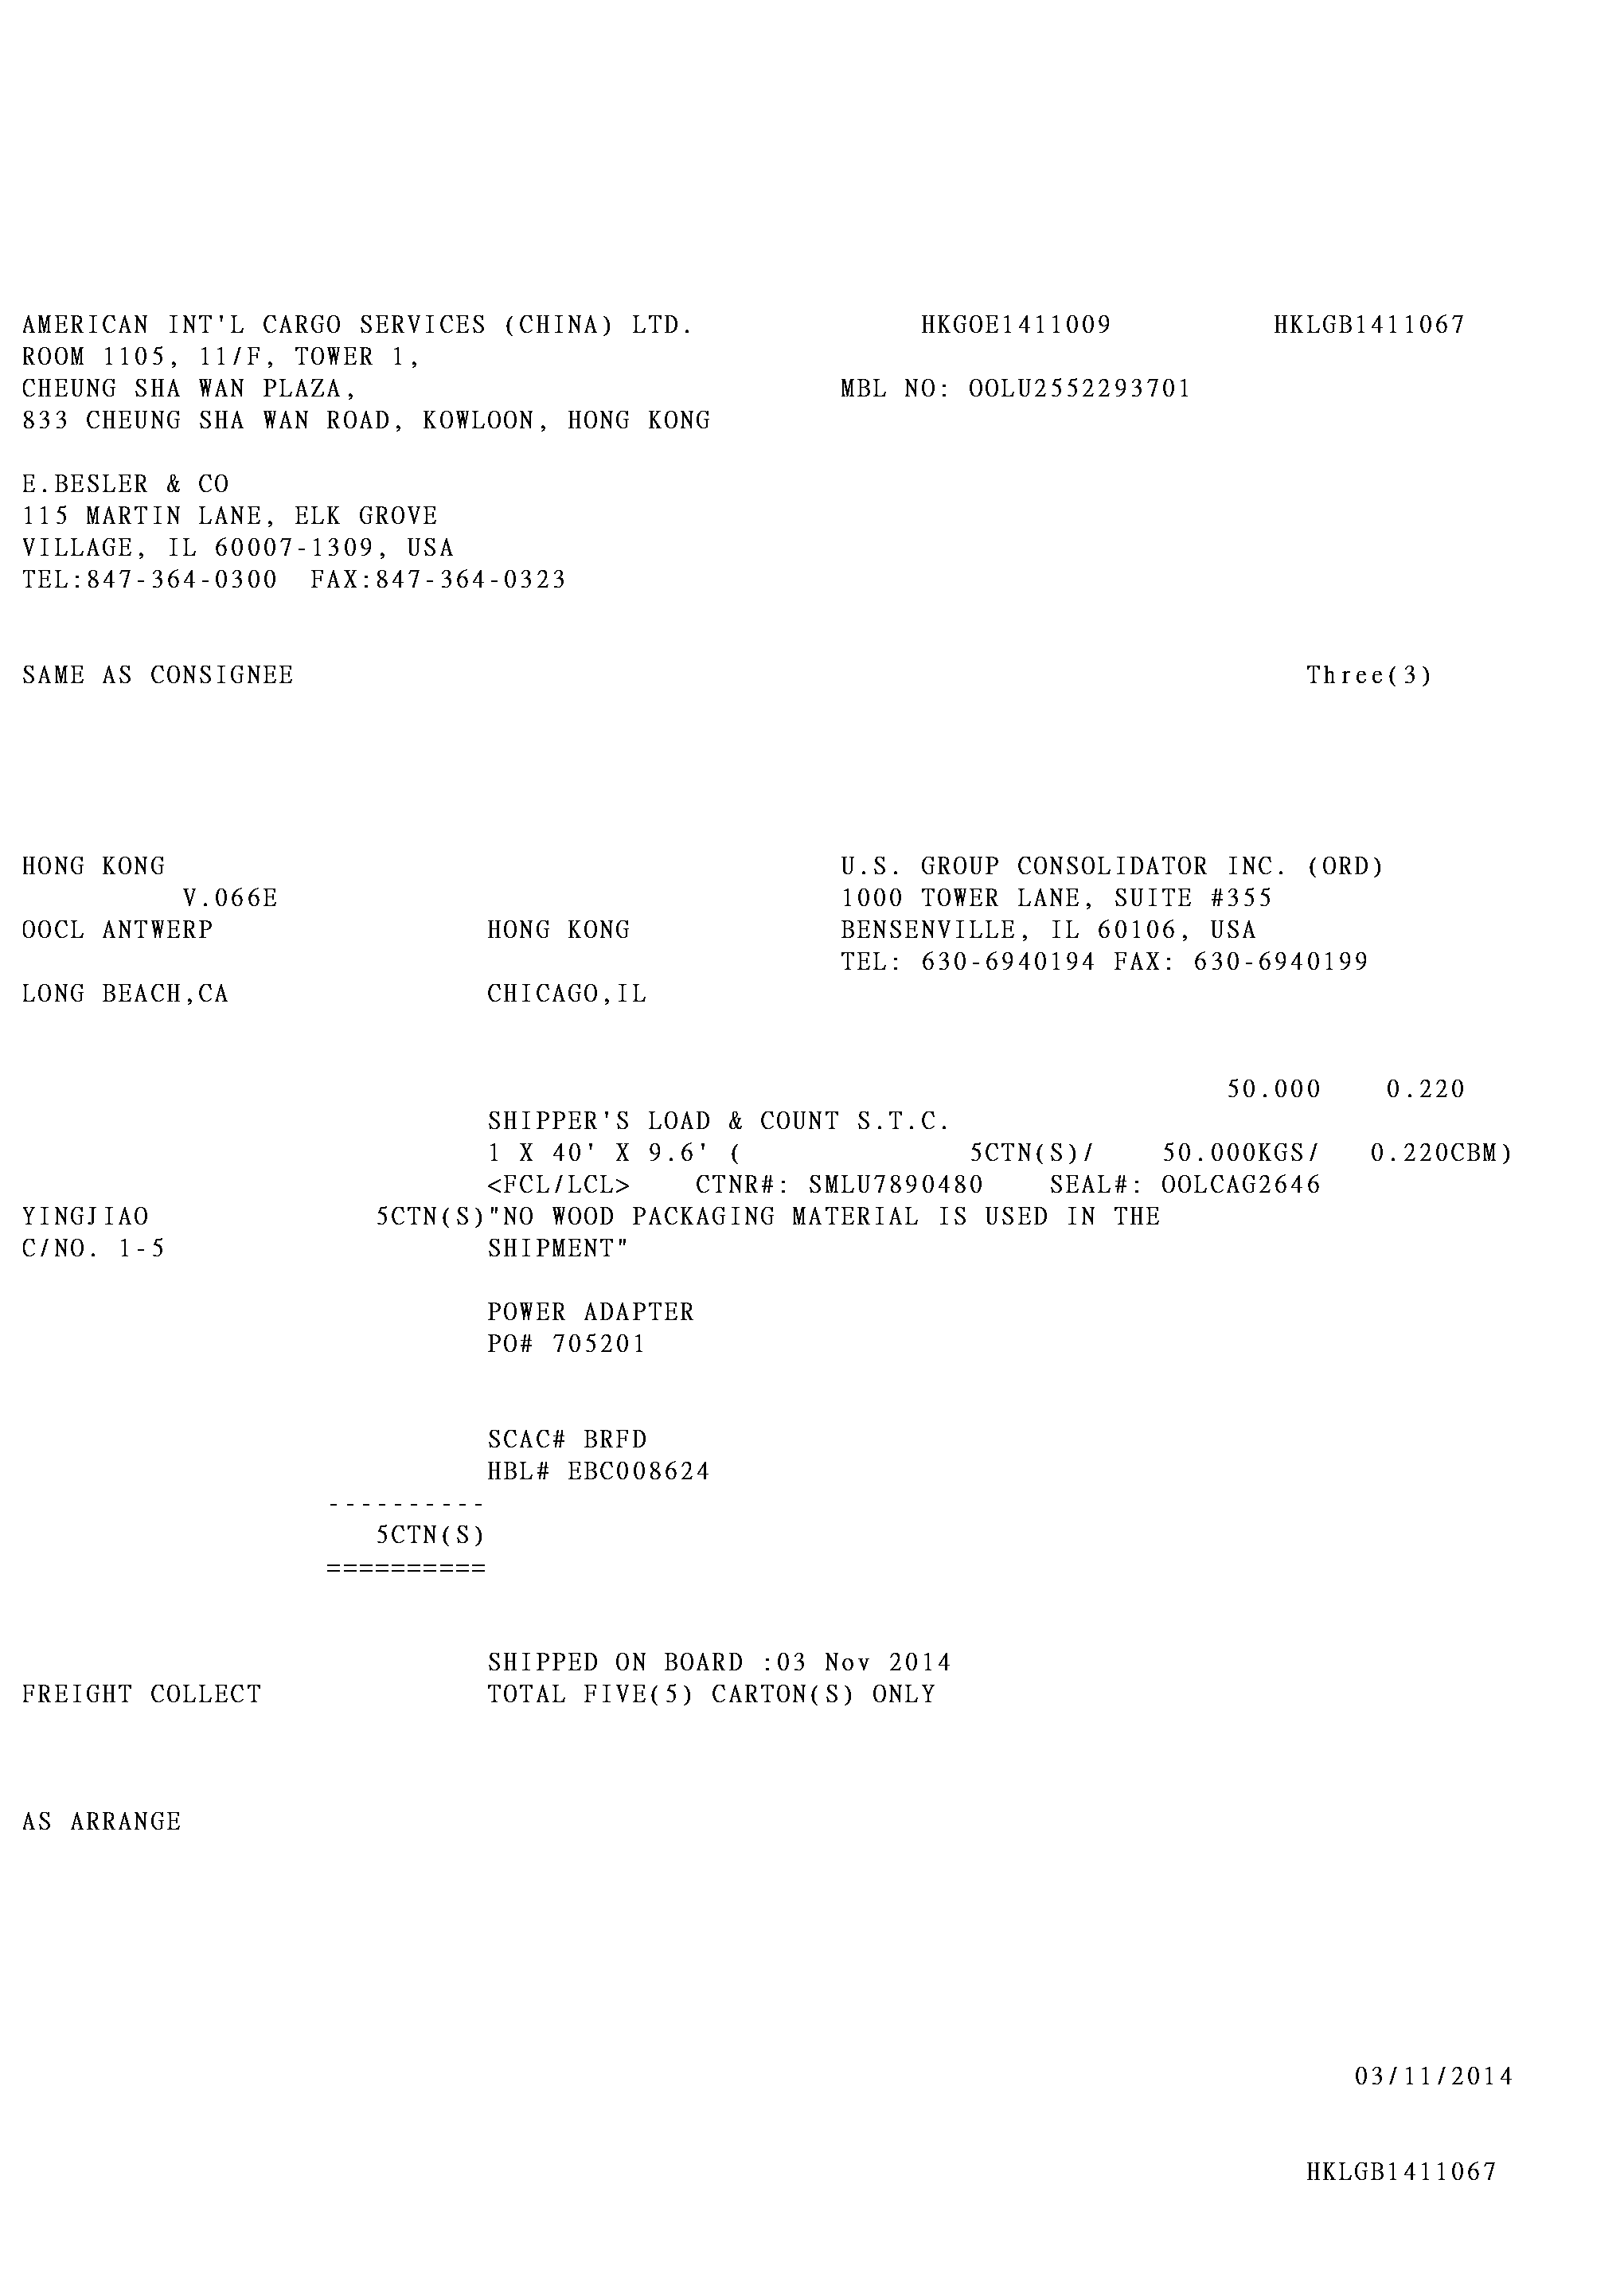 AMERICAN INT'L CARGO SERVICES (CHINA) LTD. HKGOE1411009 HKLGB1411067
ROOM 1105, 11/F, TOWER 1,
CHEUNG SHA WAN PLAZA, MBL NO: OOLU2552293701
833 CHEUNG SHA WAN ROAD, KOWLOON, HONG KONG
E.BESLER & CO
115 MARTIN LANE, ELK GROVE
VILLAGE, IL 60007-1309, USA
TEL:847-364-0300 FAX:847-364-0323
SAME AS CONSIGNEE Three(3)
HONG KONG U.S. GROUP CONSOLIDATOR INC. (ORD)
V.066E 1000 TOWER LANE, SUITE #355
OOCL ANTWERP HONG KONG BENSENVILLE, IL 60106, USA
TEL: 630-6940194 FAX: 630-6940199
LONG BEACH,CA CHICAGO,IL
50.000 0.220
SHIPPER'S LOAD & COUNT S.T.C.
1 X 40' X 9.6' ( 5CTN(S)/ 50.000KGS/ 0.220CBM)
<FCL/LCL> CTNR#: SMLU7890480 SEAL#: OOLCAG2646
YINGJIAO 5CTN(S)"NO WOOD PACKAGING MATERIAL IS USED IN THE
C/NO. 1-5 SHIPMENT"
POWER ADAPTER
PO# 705201
SCAC# BRFD
HBL# EBC008624
----------
5CTN(S)
==========
SHIPPED ON BOARD :03 Nov 2014
FREIGHT COLLECT TOTAL FIVE(5) CARTON(S) ONLY
AS ARRANGE
03/11/2014
HKLGB1411067